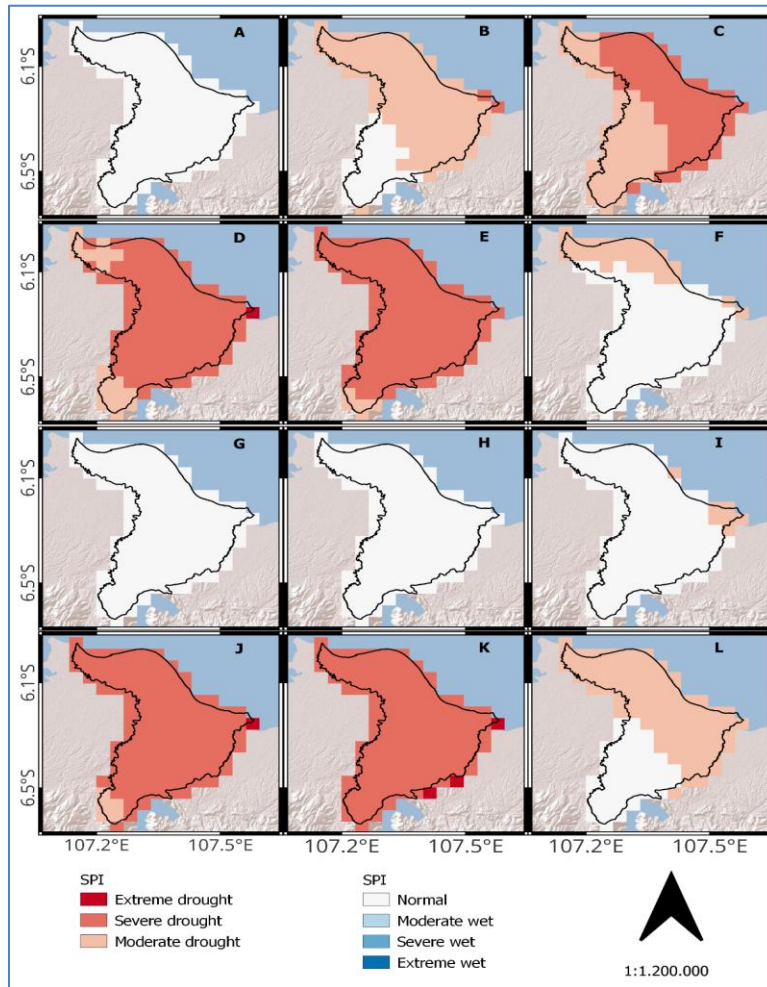 A
B
C
6.1°S
6.5°S
D
E
F
6.1°S
6.5°S
G
H
I
6.1°S
6.5°S
J
K
L
6.1°S
6.5°S
107.2°E 107.5°E 107.2°E 107.5°E 107.2°E 107.5°E
SPI
Extreme drought
Severe drought
Moderate drought
SPI
Normal
Moderate wet
Severe wet
Extreme wet
1:1.200.000